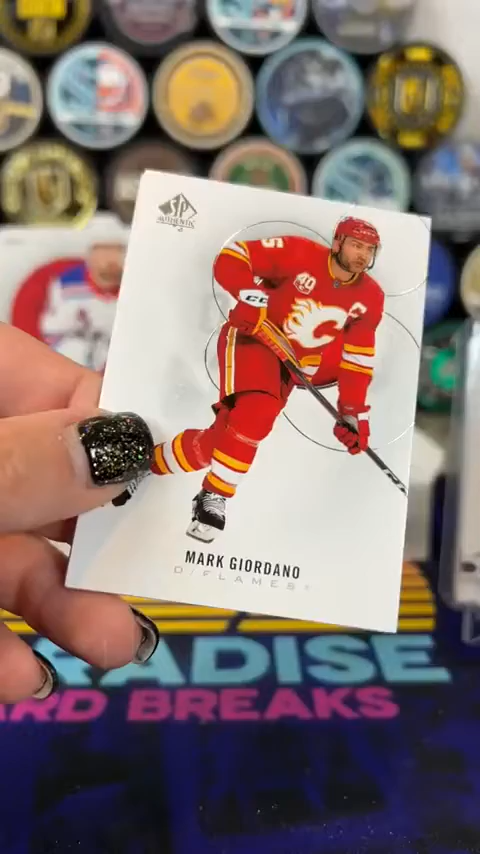 SP
AUTHENTIC
5
40
C
CCM
MARK GIORDANO
D/FLAMES
RADISE
ARD BREAKS